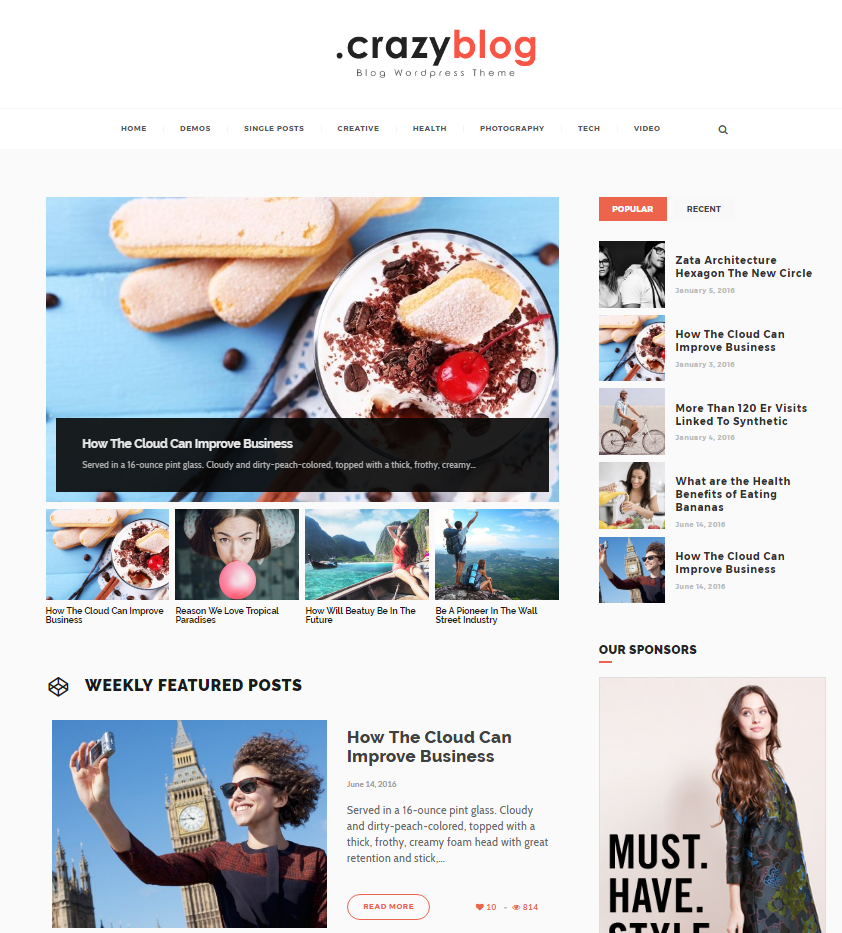 .crazyblog
Blog Wordpress Theme
HOME
DEMOS
SINGLE POSTS
CREATIVE
HEALTH
PHOTOGRAPHY
TECH
VIDEO
How The Cloud Can Improve Business
Served in a 16-ounce pint glass. Cloudy and dirty-peach-colored, topped with a thick, frothy, creamy...
How The Cloud Can Improve
Business
Reason We Love Tropical
Paradises
How Will Beatuy Be In The
Future
Be A Pioneer In The Wall
Street Industry
WEEKLY FEATURED POSTS
How The Cloud Can
Improve Business
June 14, 2016
Served in a 16-ounce pint glass. Cloudy
and dirty-peach-colored, topped with a
thick, frothy, creamy foam head with great
retention and stick,...
READ MORE
10 - 814
POPULAR
RECENT
Zata Architecture
Hexagon The New Circle
January 5, 2016
How The Cloud Can
Improve Business
January 3, 2016
More Than 120 Er Visits
Linked To Synthetic
January 4, 2016
What are the Health
Benefits of Eating
Bananas
June 14, 2016
How The Cloud Can
Improve Business
June 14, 2016
OUR SPONSORS
MUST.
HAVE.
STYLE